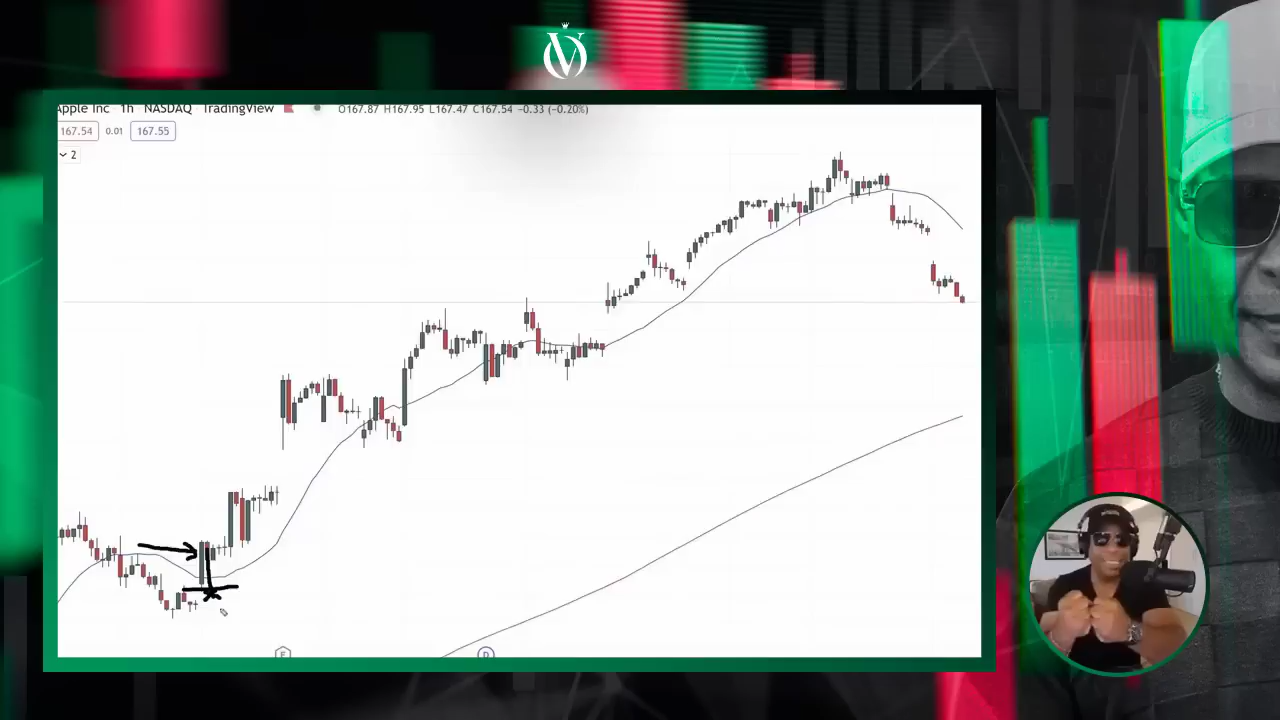 VO
Apple Inc 1h NASDAQ TradingView O167.87 H167.95 L167.47 C167.54 −0.33 (−0.20%)
167.54 0.01 167.55
2
E
D